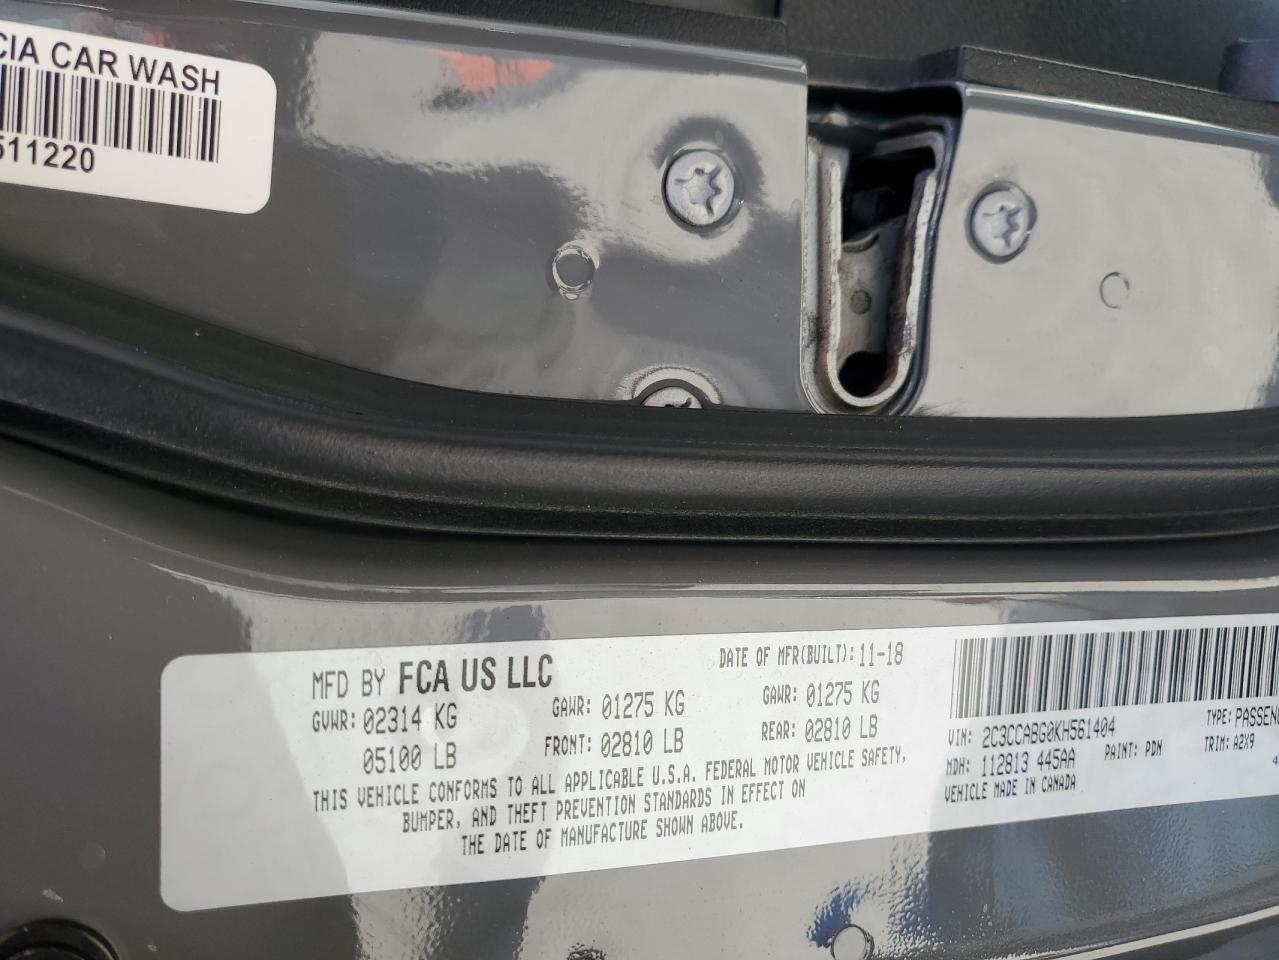 CIA CAR WASH
511220
MFD BY FCA US LLC
DATE OF MFR(BUILT): 11-18
GVWR: 02314 KG
GAWR: 01275 KG
GAWR: 01275 KG
05100 LB
FRONT: 02810 LB
REAR: 02810 LB
THIS VEHICLE CONFORMS TO ALL APPLICABLE U.S.A. FEDERAL MOTOR VEHICLE SAFETY,
BUMPER, AND THEFT PREVENTION STANDARDS IN EFFECT ON
THE DATE OF MANUFACTURE SHOWN ABOVE.
VIN: 2C3CCABG0KH561404
TYPE: PASSEN
MDH: 112813 445AA
PAINT: PDN
TRIM: A2X9
VEHICLE MADE IN CANADA
4